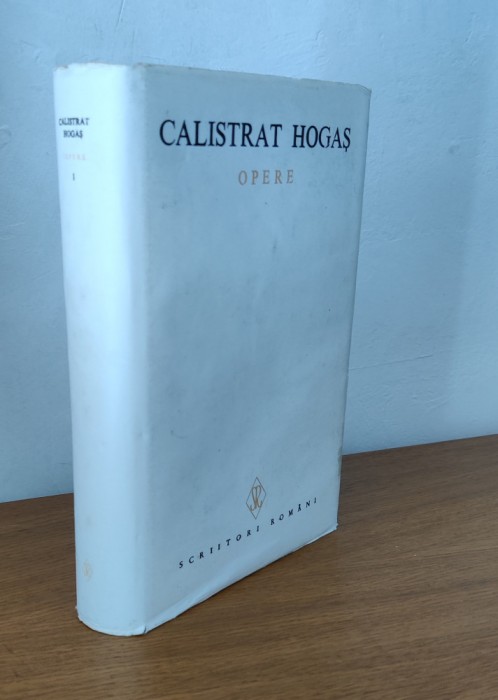 CALISTRAT
HOGAȘ
OPERE
I
CALISTRAT HOGAȘ
OPERE
SCRIITORI ROMÂNI